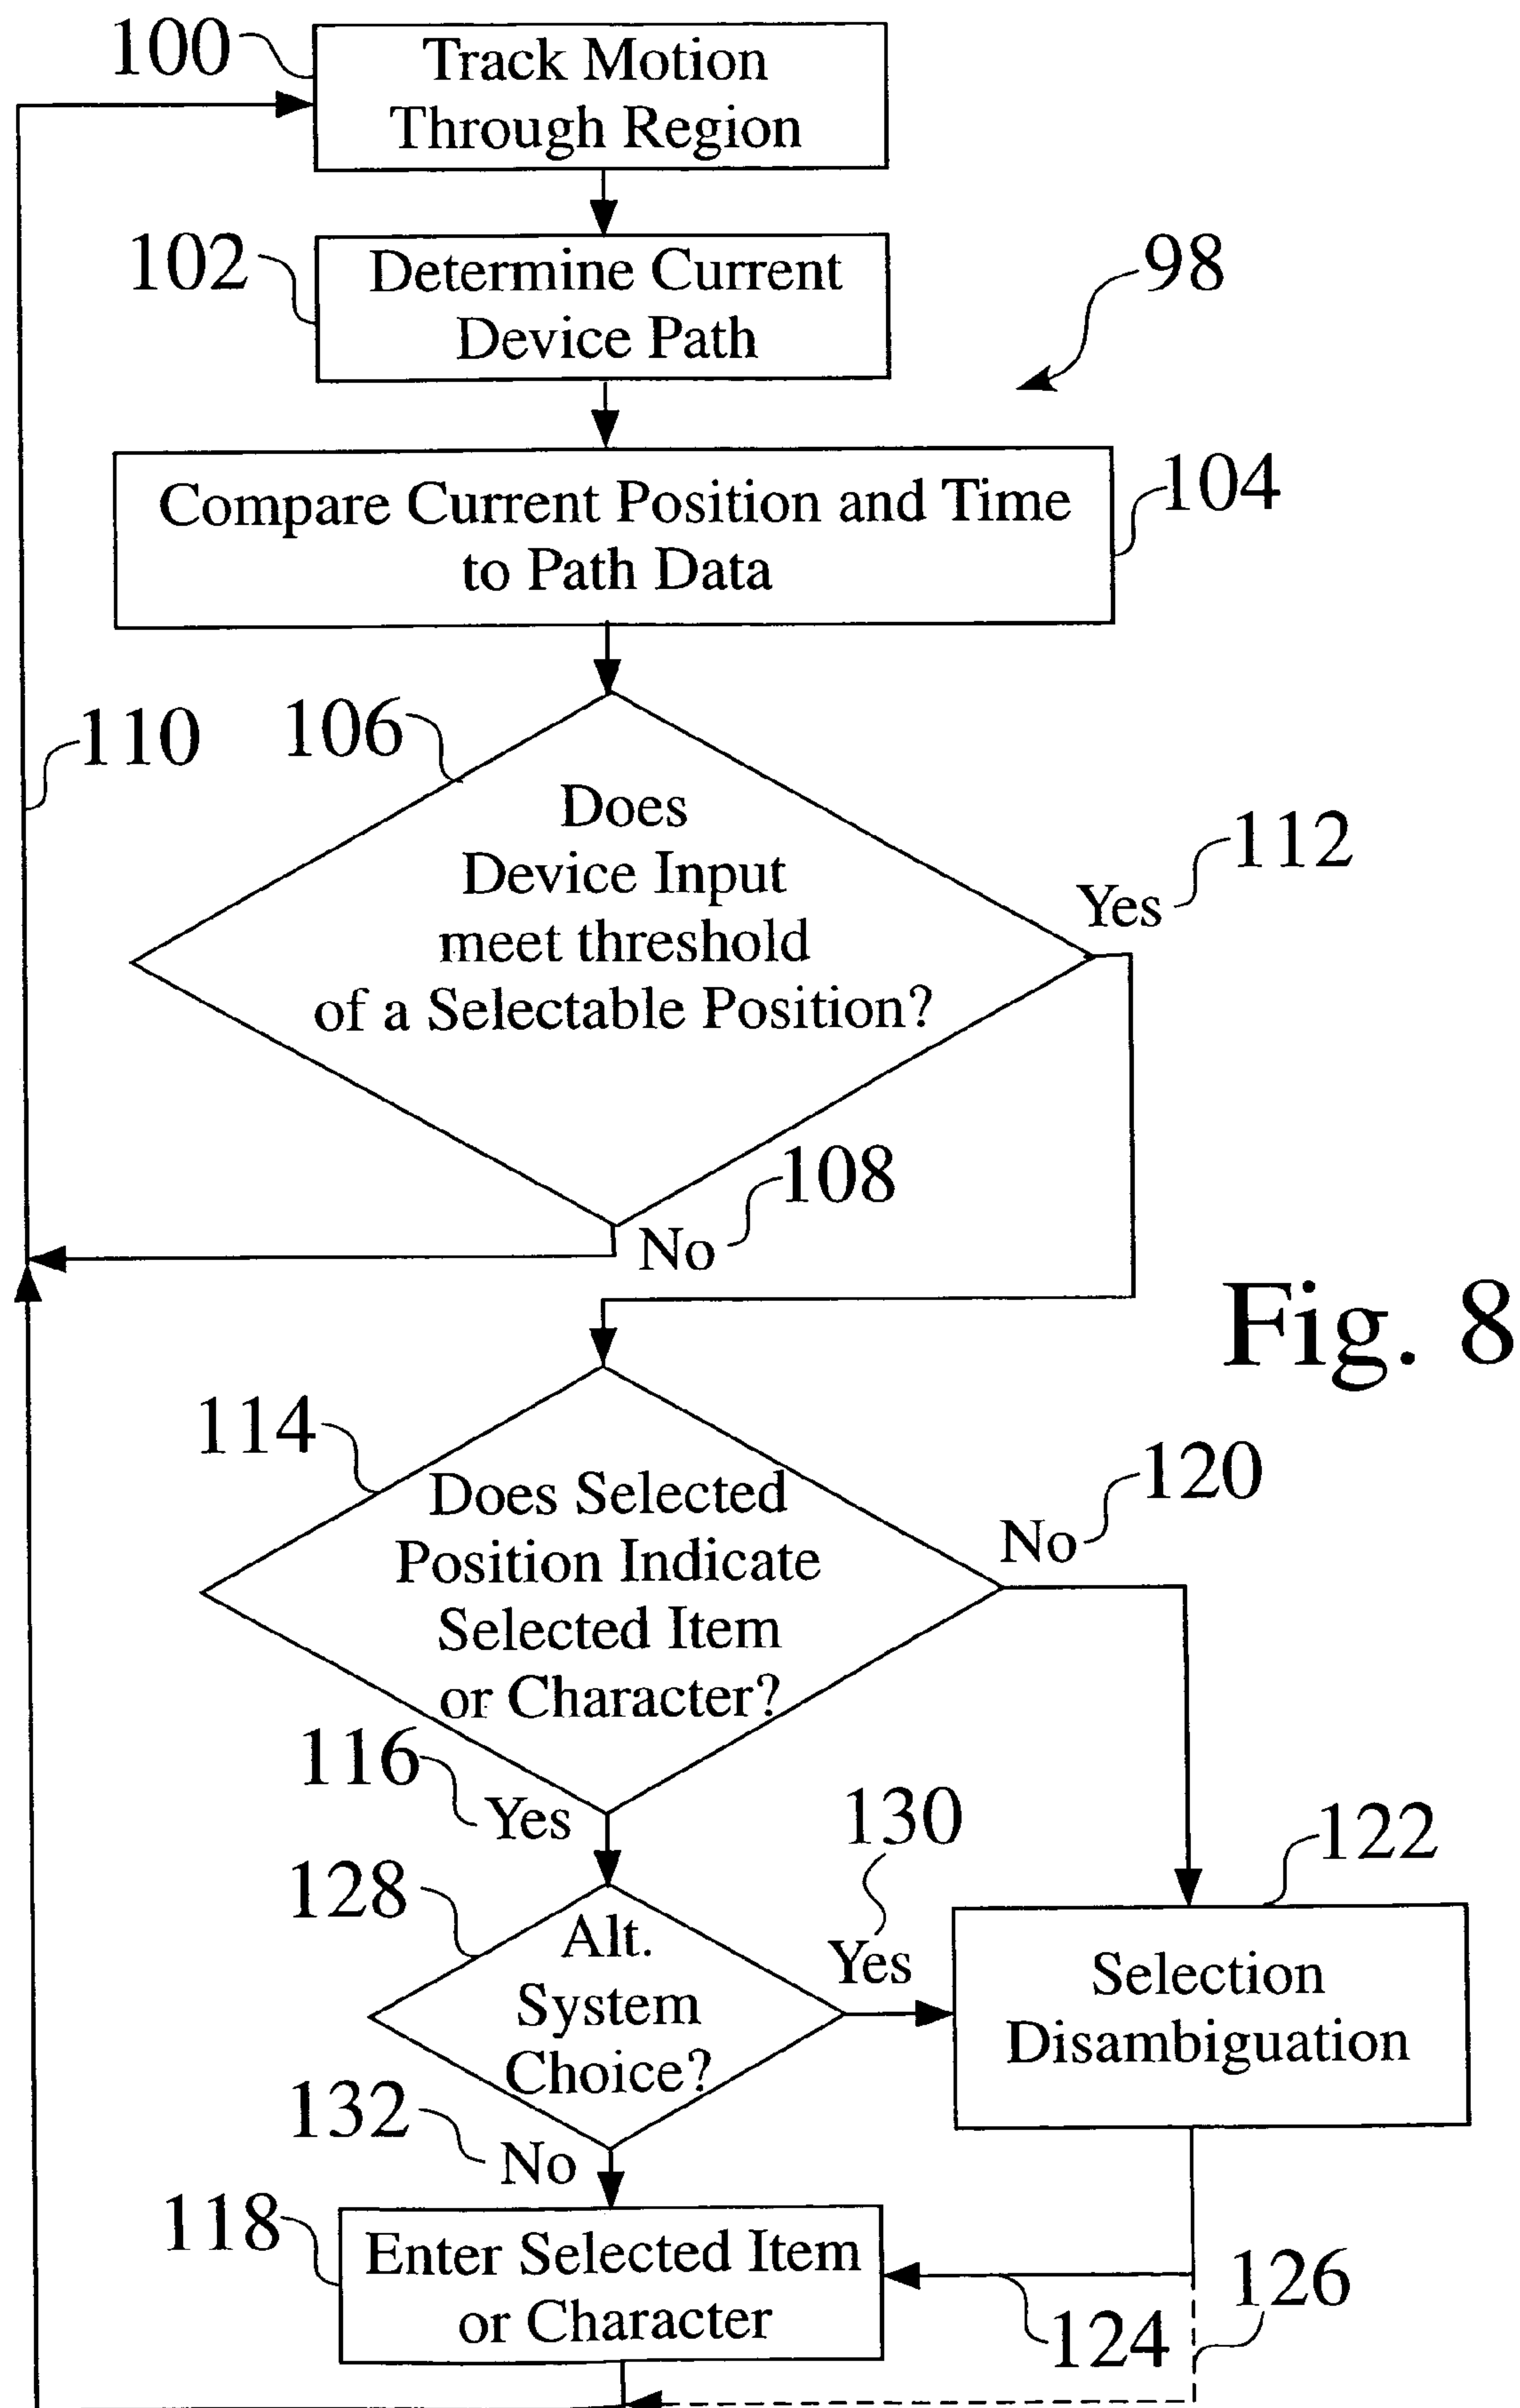 100
Track Motion
Through Region
102
Determine Current
Device Path
98
Compare Current Position and Time
to Path Data
104
110
106
Does
Device Input
meet threshold
of a Selectable Position?
112
Yes
108
No
Fig. 8
114
Does Selected
Position Indicate
Selected Item
or Character?
120
No
116
Yes
130
122
128
Alt.
System
Choice?
Yes
Selection
Disambiguation
132
No
118
Enter Selected Item
or Character
124
126